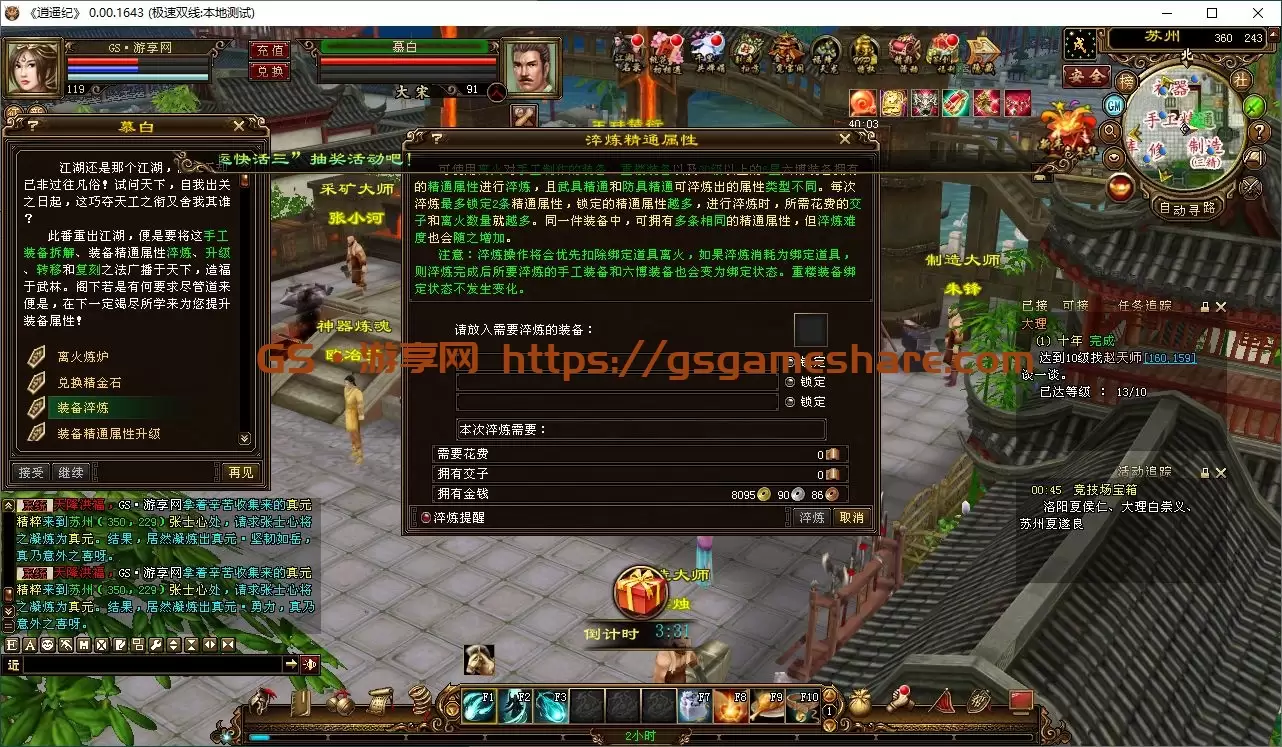 《逍遥纪》 0.00.1643 (极速双线:本地测试)
GS·游享网
119
充值
兑换
慕白
大宋
91
苏州
360 243
安全
榜
社
GM
自动寻路
40:03
慕白
江湖还是那个江湖，
已非过往凡俗！试问天下，自我出关
之日起，这巧夺天工之衔又舍我其谁
？
此番重出江湖，便是要将这手工
装备拆解、装备精通属性淬炼、升级
、转移和复刻之法广播于天下，造福
于武林。阁下若是有何要求尽管道来
便是，在下一定竭尽所学来为您提升
装备属性！
离火炼炉
兑换精金石
装备淬炼
装备精通属性升级
接受
继续
再见
快活三”抽奖活动吧！
采矿大师
张小河
神器炼魂
淬炼精通属性
的精通属性进行淬炼，且武具精通和防具精通可淬炼出的属性类型不同。每次
淬炼最多锁定2条精通属性，锁定的精通属性越多，进行淬炼时，所需花费的交
子和离火数量就越多。同一件装备中，可拥有多条相同的精通属性，但淬炼难
度也会随之增加。
注意：淬炼操作将会优先扣除绑定道具离火，如果淬炼消耗为绑定道具，
则淬炼完成后所要淬炼的手工装备和六博装备也会变为绑定状态。重楼装备绑
定状态不发生变化。
请放入需要淬炼的装备：
锁定
锁定
锁定
本次淬炼需要：
需要花费 0
拥有交子 0
拥有金钱 8095 90 86
淬炼提醒
淬炼
取消
GS·游享网 https://gsgameshare.com
制造大师
朱锋
已接 可接 任务追踪
大理
(1) 十年 完成
达到10级找赵天师[160,159]
谈一谈。
已达等级 ：13/10
活动追踪
00:45 竞技场宝箱
洛阳夏侯仁、大理白崇义、
苏州夏遂良
系统 天降洪福，GS·游享网拿着辛苦收集来的真元
精粹来到苏州（350，229）张士心处，请求张士心将
之凝炼为真元。结果，居然凝炼出真元·坚韧如岳，
真乃意外之喜呀。
系统 天降洪福，GS·游享网拿着辛苦收集来的真元
精粹来到苏州（350，229）张士心处，请求张士心将
之凝炼为真元。结果，居然凝炼出真元·勇力，真乃
意外之喜呀。
近
倒计时 3:31
F1
F2
F3
F7
F8
F9
F10
1
2小时